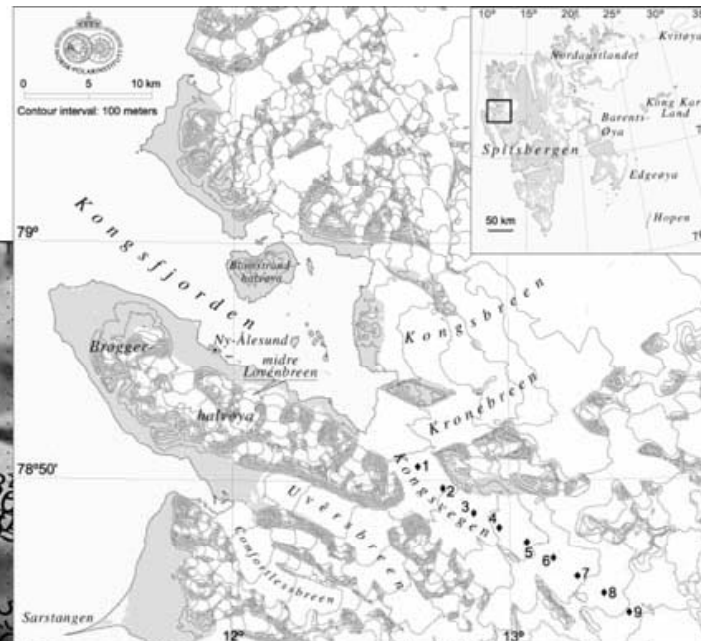 NORSK POLARINSTITUTT
0 5 10 km
Contour interval: 100 meters
10° 15° 20° 25° 30°
Kvitøya
Nordaustlandet
Kong Karls
Land
Barents-
Øya
Spitsbergen
Edgeøya
Hopen
50 km
79°
Kongsfjorden
Blomstrand-
halvøya
Kongsbreen
Ny-Ålesund
midre
Lovénbreen
Brøgger-
halvøya
Kronebreen
78°50'
Kongsvegen
1
2
3
4
5
6
7
8
9
Uvêrsbreen
Comfortlessbreen
Sarstangen
12° 13°